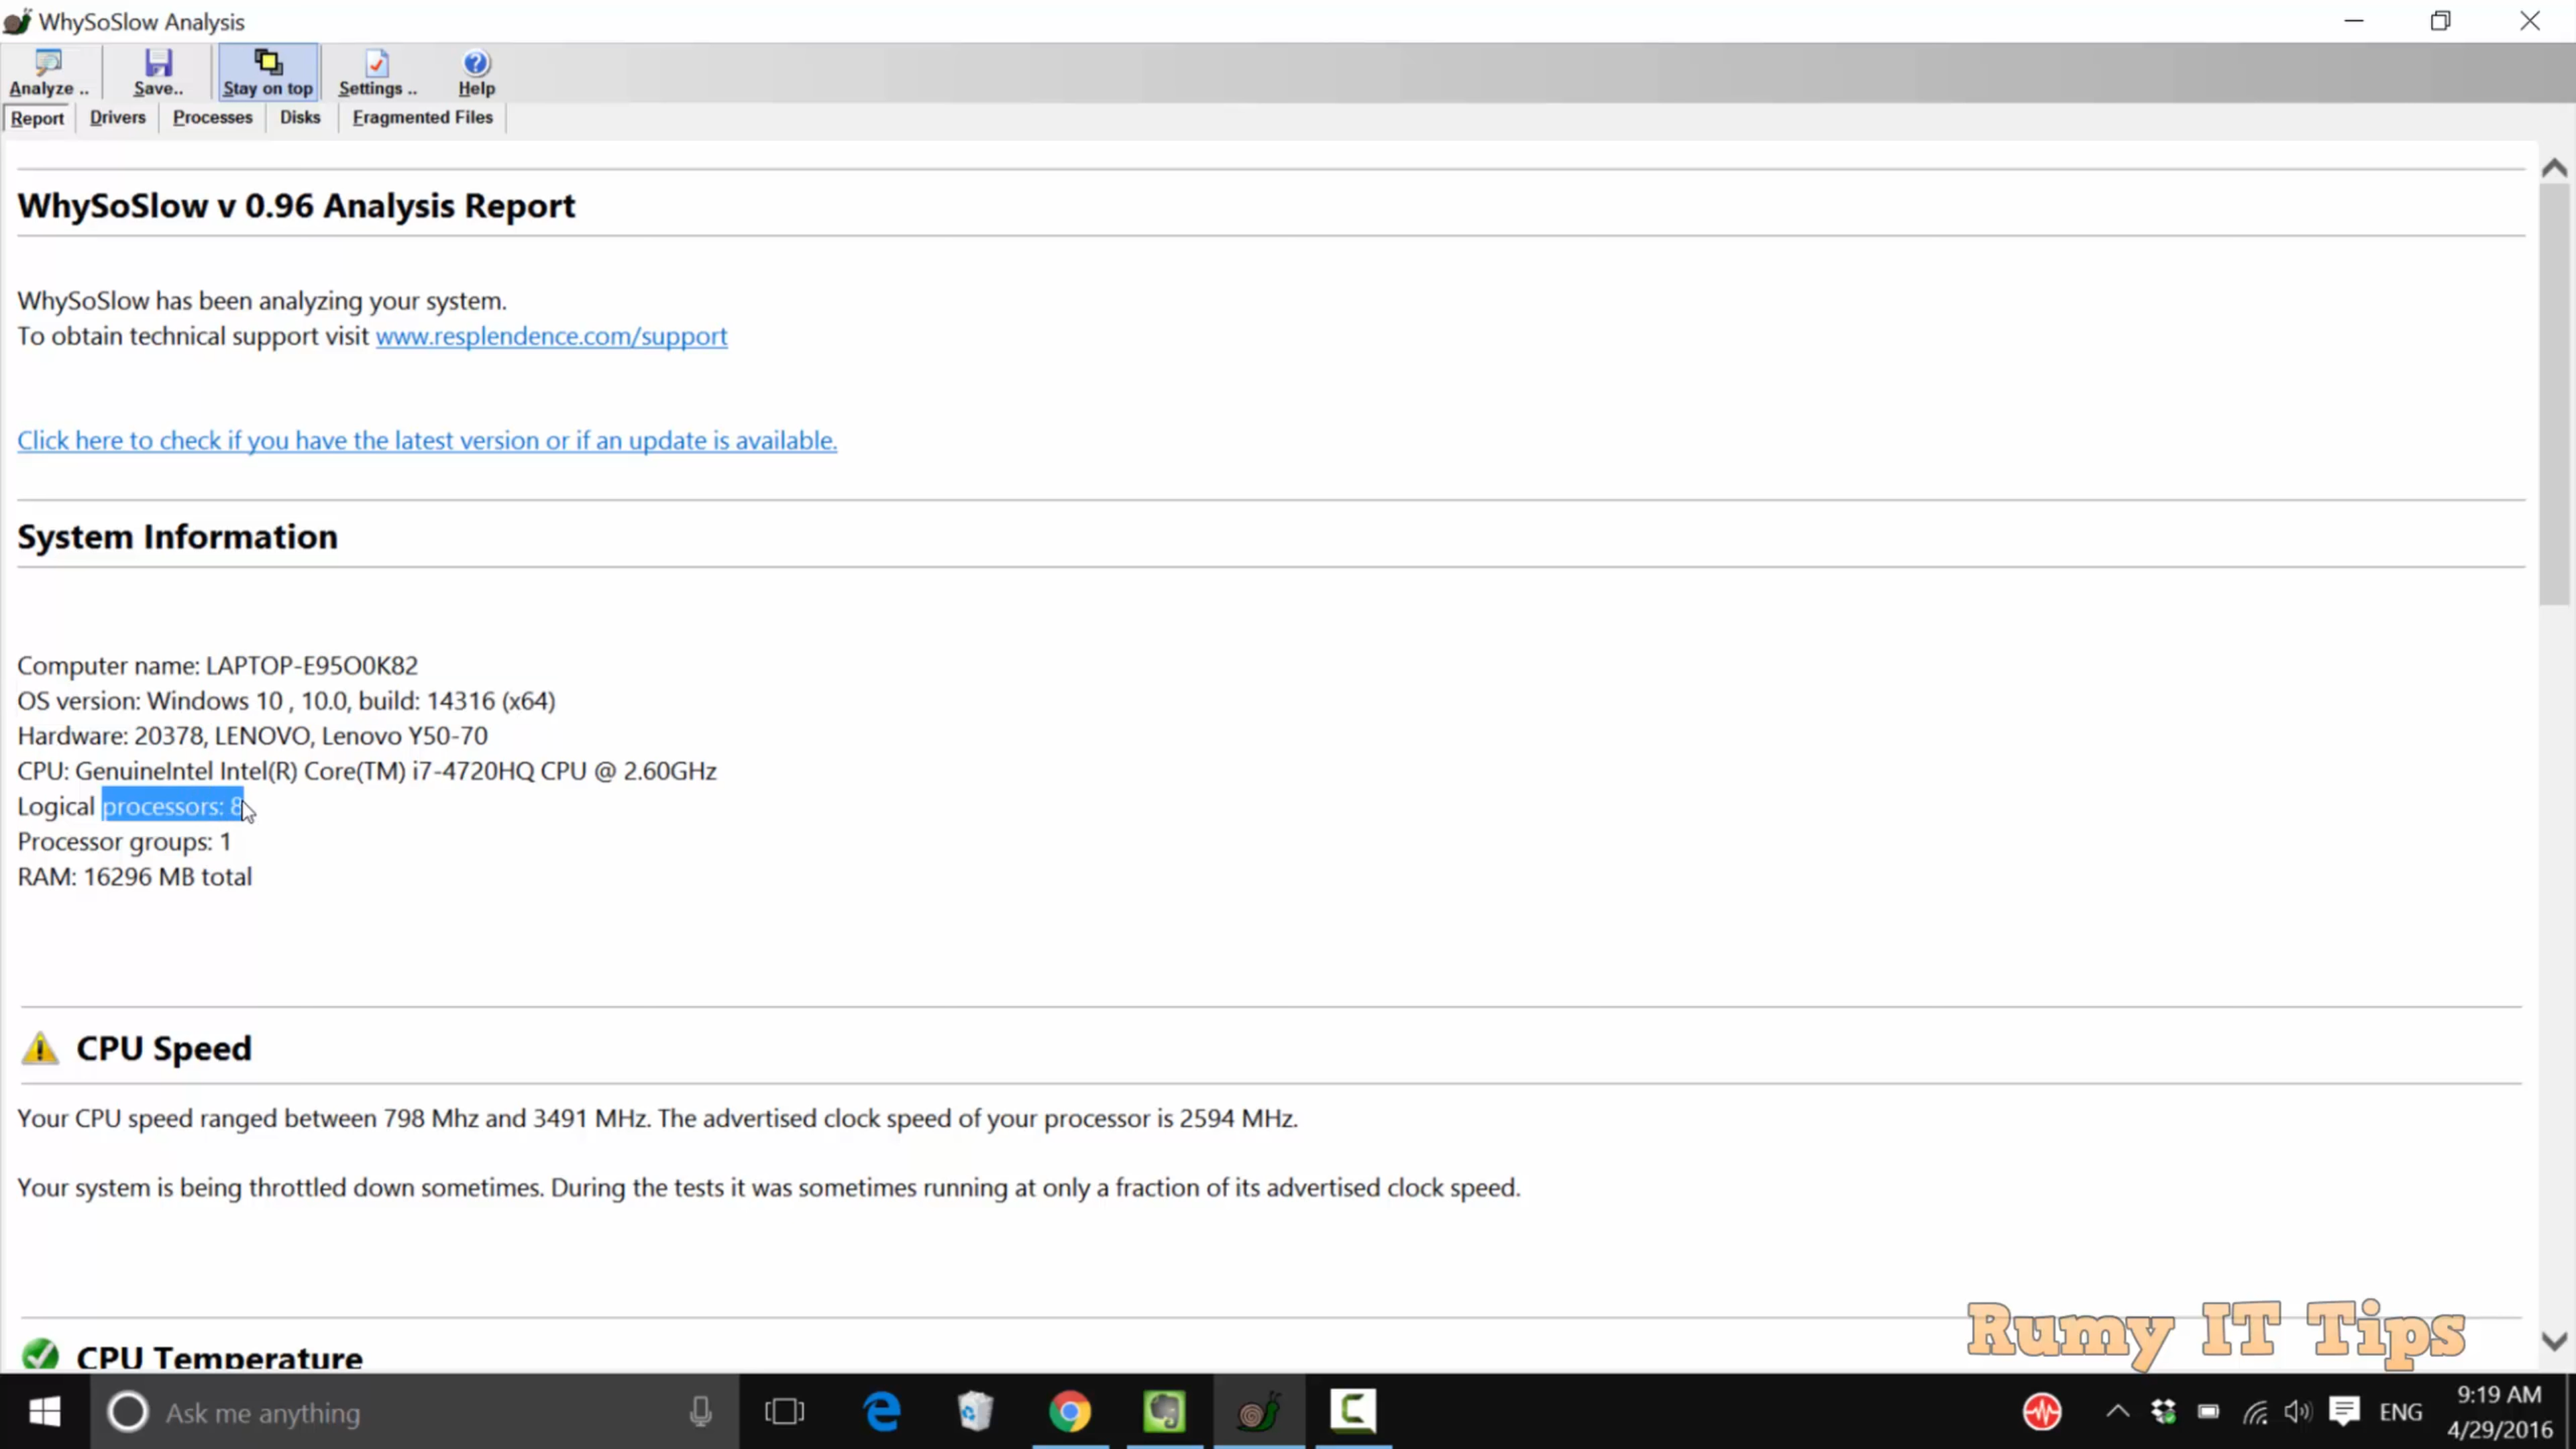 WhySoSlow Analysis
Analyze .. Save.. Stay on top Settings .. Help
Report Drivers Processes Disks Fragmented Files
WhySoSlow v 0.96 Analysis Report
WhySoSlow has been analyzing your system.
To obtain technical support visit www.resplendence.com/support
Click here to check if you have the latest version or if an update is available.
System Information
Computer name: LAPTOP-E95O0K82
OS version: Windows 10 , 10.0, build: 14316 (x64)
Hardware: 20378, LENOVO, Lenovo Y50-70
CPU: GenuineIntel Intel(R) Core(TM) i7-4720HQ CPU @ 2.60GHz
Logical processors: 8
Processor groups: 1
RAM: 16296 MB total
CPU Speed
Your CPU speed ranged between 798 Mhz and 3491 MHz. The advertised clock speed of your processor is 2594 MHz.
Your system is being throttled down sometimes. During the tests it was sometimes running at only a fraction of its advertised clock speed.
Rumy IT Tips
CPU Temperature
Ask me anything
ENG
9:19 AM
4/29/2016